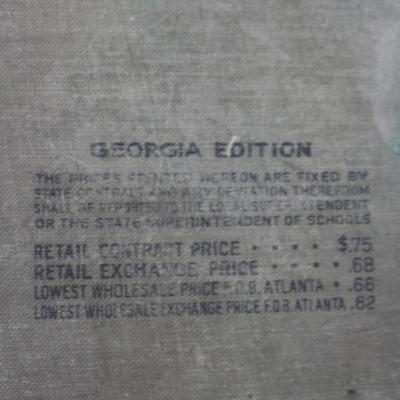 GEORGIA EDITION
THE PRICES PRINTED HEREON ARE FIXED BY
STATE CONTRACT AND ANY DEVIATION THEREFROM
SHALL BE REPORTED TO THE LOCAL SUPERINTENDENT
OR THE STATE SUPERINTENDENT OF SCHOOLS
RETAIL CONTRACT PRICE · · · · $.75
RETAIL EXCHANGE PRICE · · · · .68
LOWEST WHOLESALE PRICE F.O.B. ATLANTA · .66
LOWEST WHOLESALE EXCHANGE PRICE F.O.B. ATLANTA .62